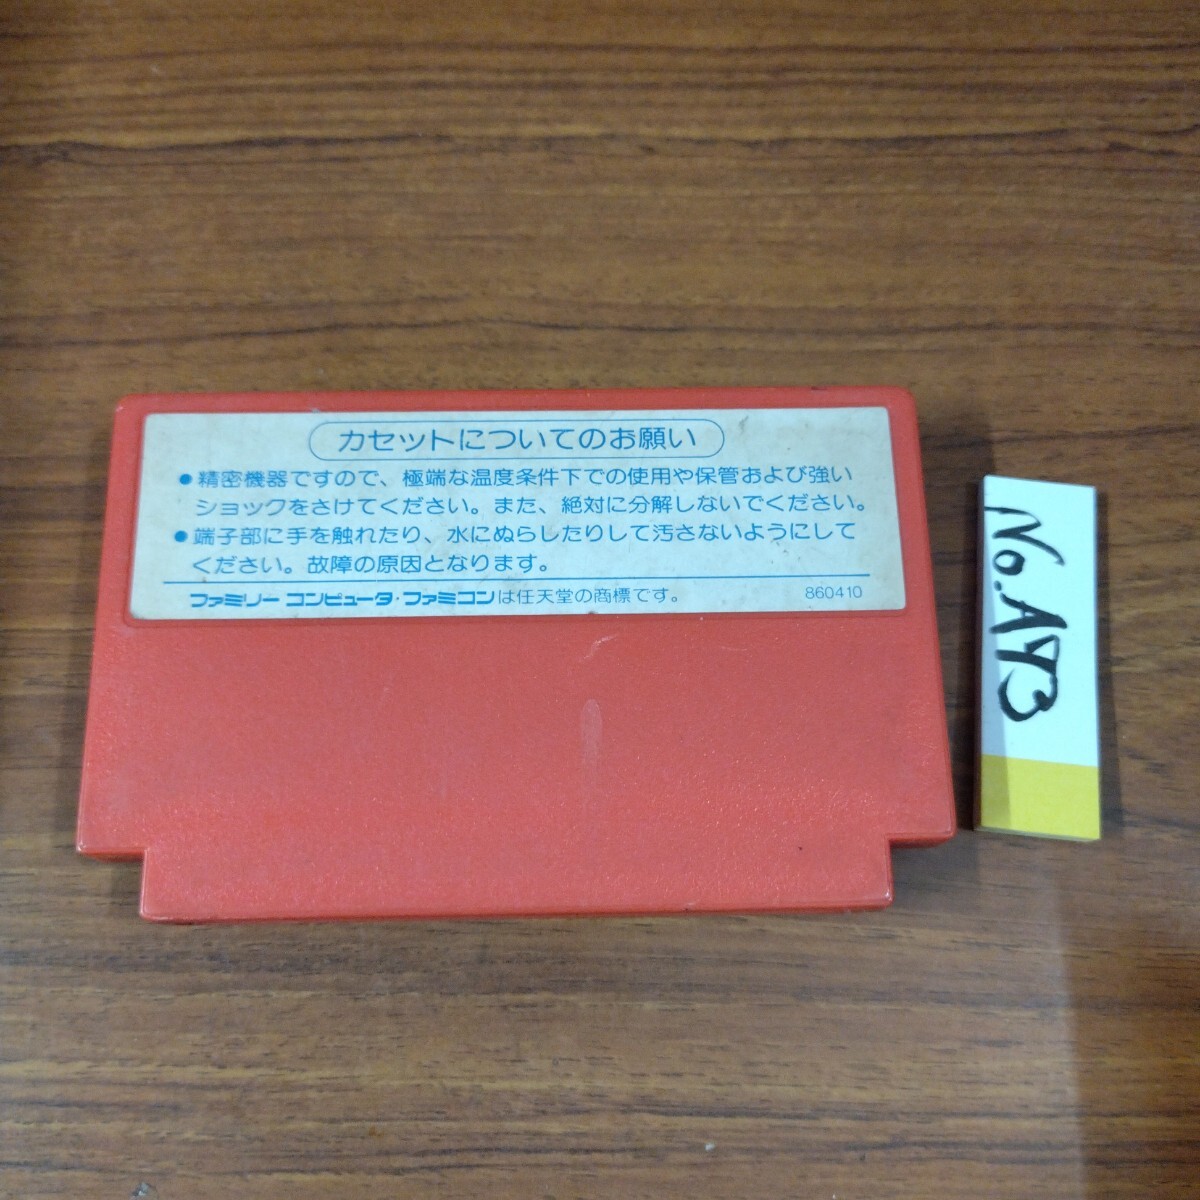 カセットについてのお願い
●精密機器ですので、極端な温度条件下での使用や保管および強い
ショックをさけてください。また、絶対に分解しないでください。
●端子部に手を触れたり、水にぬらしたりして汚さないようにして
ください。故障の原因となります。
ファミリー コンピュータ・ファミコンは任天堂の商標です。 860410
No.AY3